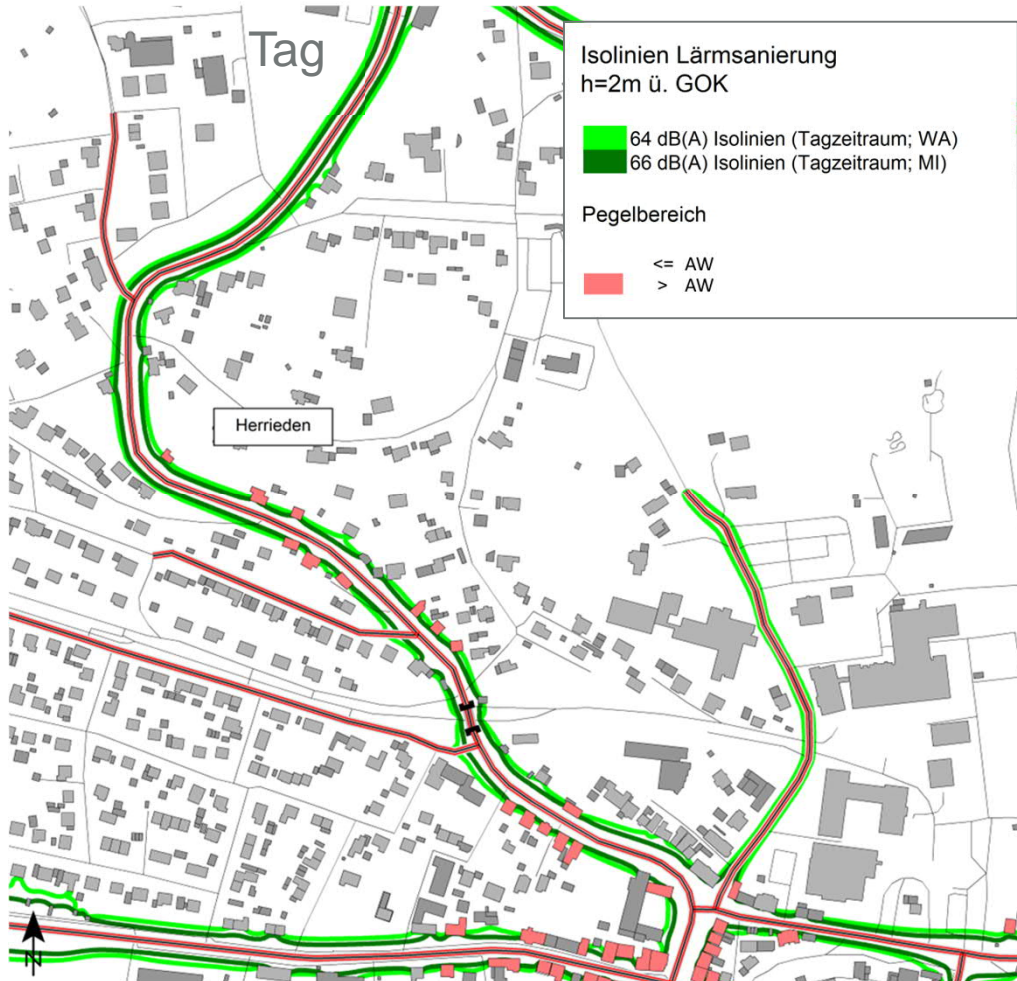 Tag
Isolinien Lärmsanierung
h=2m ü. GOK
64 dB(A) Isolinien (Tagzeitraum; WA)
66 dB(A) Isolinien (Tagzeitraum; MI)
Pegelbereich
<= AW
> AW
Herrieden
N